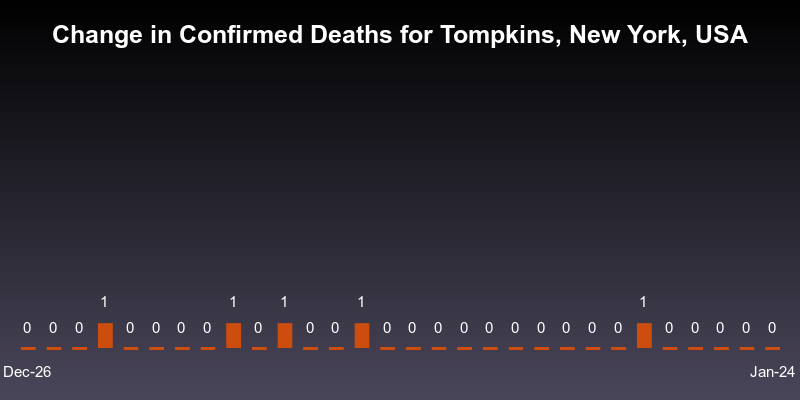 Change in Confirmed Deaths for Tompkins, New York, USA
1 1 1 1 1
0 0 0 0 0 0 0 0 0 0 0 0 0 0 0 0 0 0 0 0 0 0 0 0 0
Dec-26 Jan-24